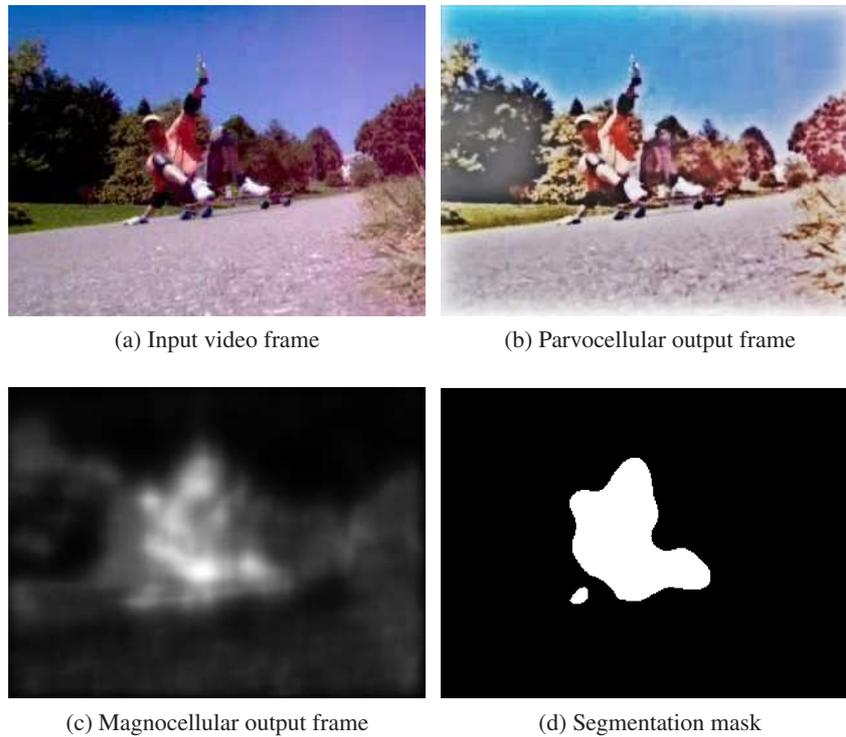 (a) Input video frame
(b) Parvocellular output frame
(c) Magnocellular output frame
(d) Segmentation mask